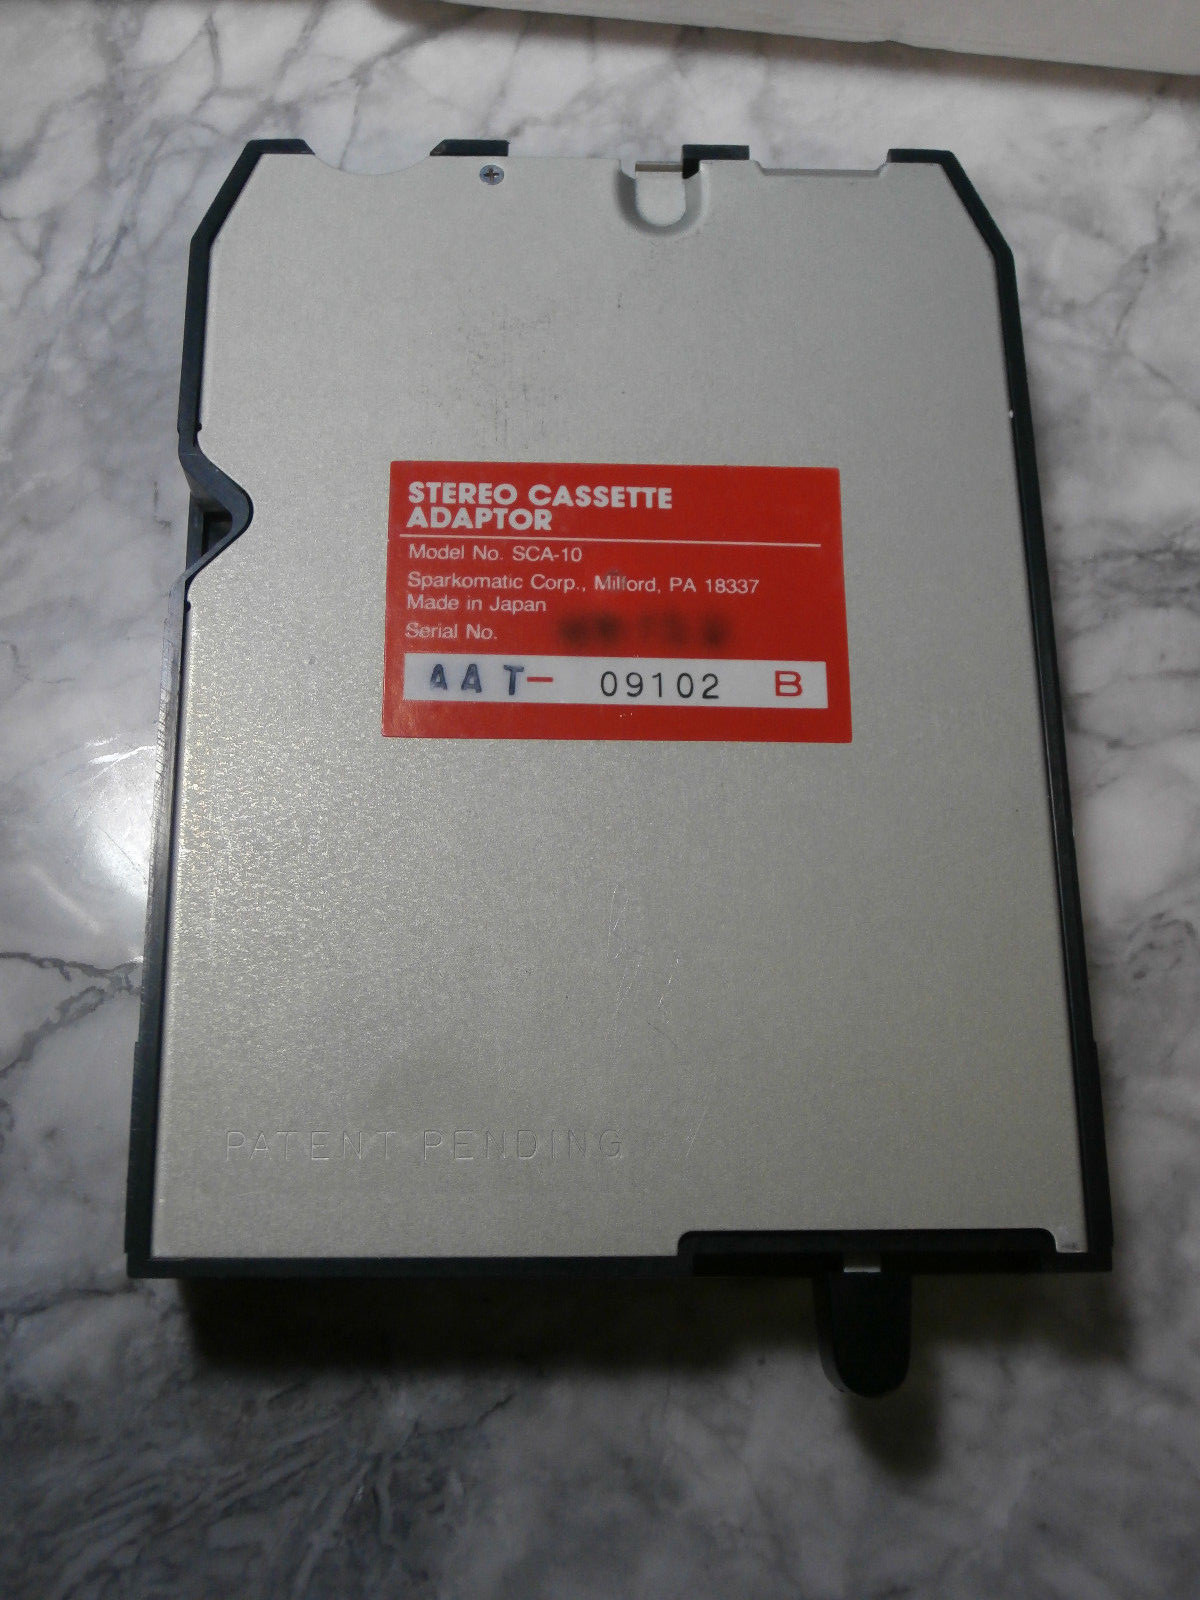 STEREO CASSETTE
ADAPTOR
Model No. SCA-10
Sparkomatic Corp., Milford, PA 18337
Made in Japan
Serial No.
AAT- 09102 B
PATENT PENDING